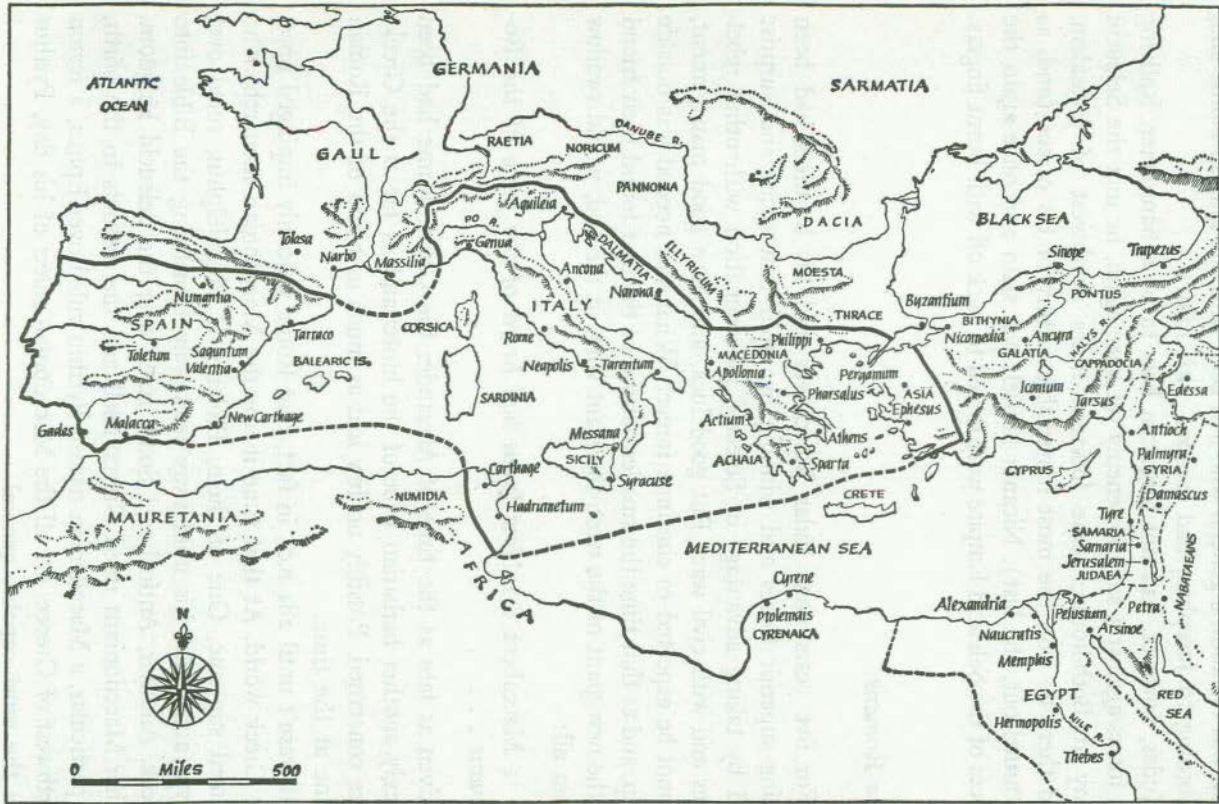 ATLANTIC
OCEAN
GERMANIA
SARMATIA
GAUL
RAETIA
NORICUM
DANUBE R.
PANNONIA
DACIA
BLACK SEA
Tolosa
Narbo
Massilia
PO R.
Aquileia
Genua
DALMATIA
ILLYRICUM
MOESTA
Sinope
Trapezus
PONTUS
Numantia
SPAIN
Toletum
Saguntum
Valentia
Tarraco
BALEARIC IS.
CORSICA
SARDINIA
Ancona
ITALY
Narona
Rome
Neapolis
Tarentum
THRACE
Byzantium
BITHYNIA
Nicomedia
Ancyra
GALATIA
HALYS R.
CAPPADOCIA
Philippi
MACEDONIA
Apollonia
Pergamum
Pharsalus
ASIA
Ephesus
Iconium
Tarsus
Edessa
Gades
Malacca
New Carthage
Actium
Athens
ACHAIA
Sparta
Messana
SICILY
Syracuse
Antioch
Palmyra
SYRIA
CYPRUS
Damascus
Carthage
NUMIDIA
Hadrumetum
MAURETANIA
AFRICA
CRETE
MEDITERRANEAN SEA
Tyre
SAMARIA
Samaria
Jerusalem
JUDAEA
NABATAEANS
Petra
Cyrene
Ptolemais
CYRENAICA
Alexandria
Pelusium
Naucratis
Arsinoe
Memphis
EGYPT
RED
SEA
Hermopolis
NILE R.
Thebes
N
0 Miles 500